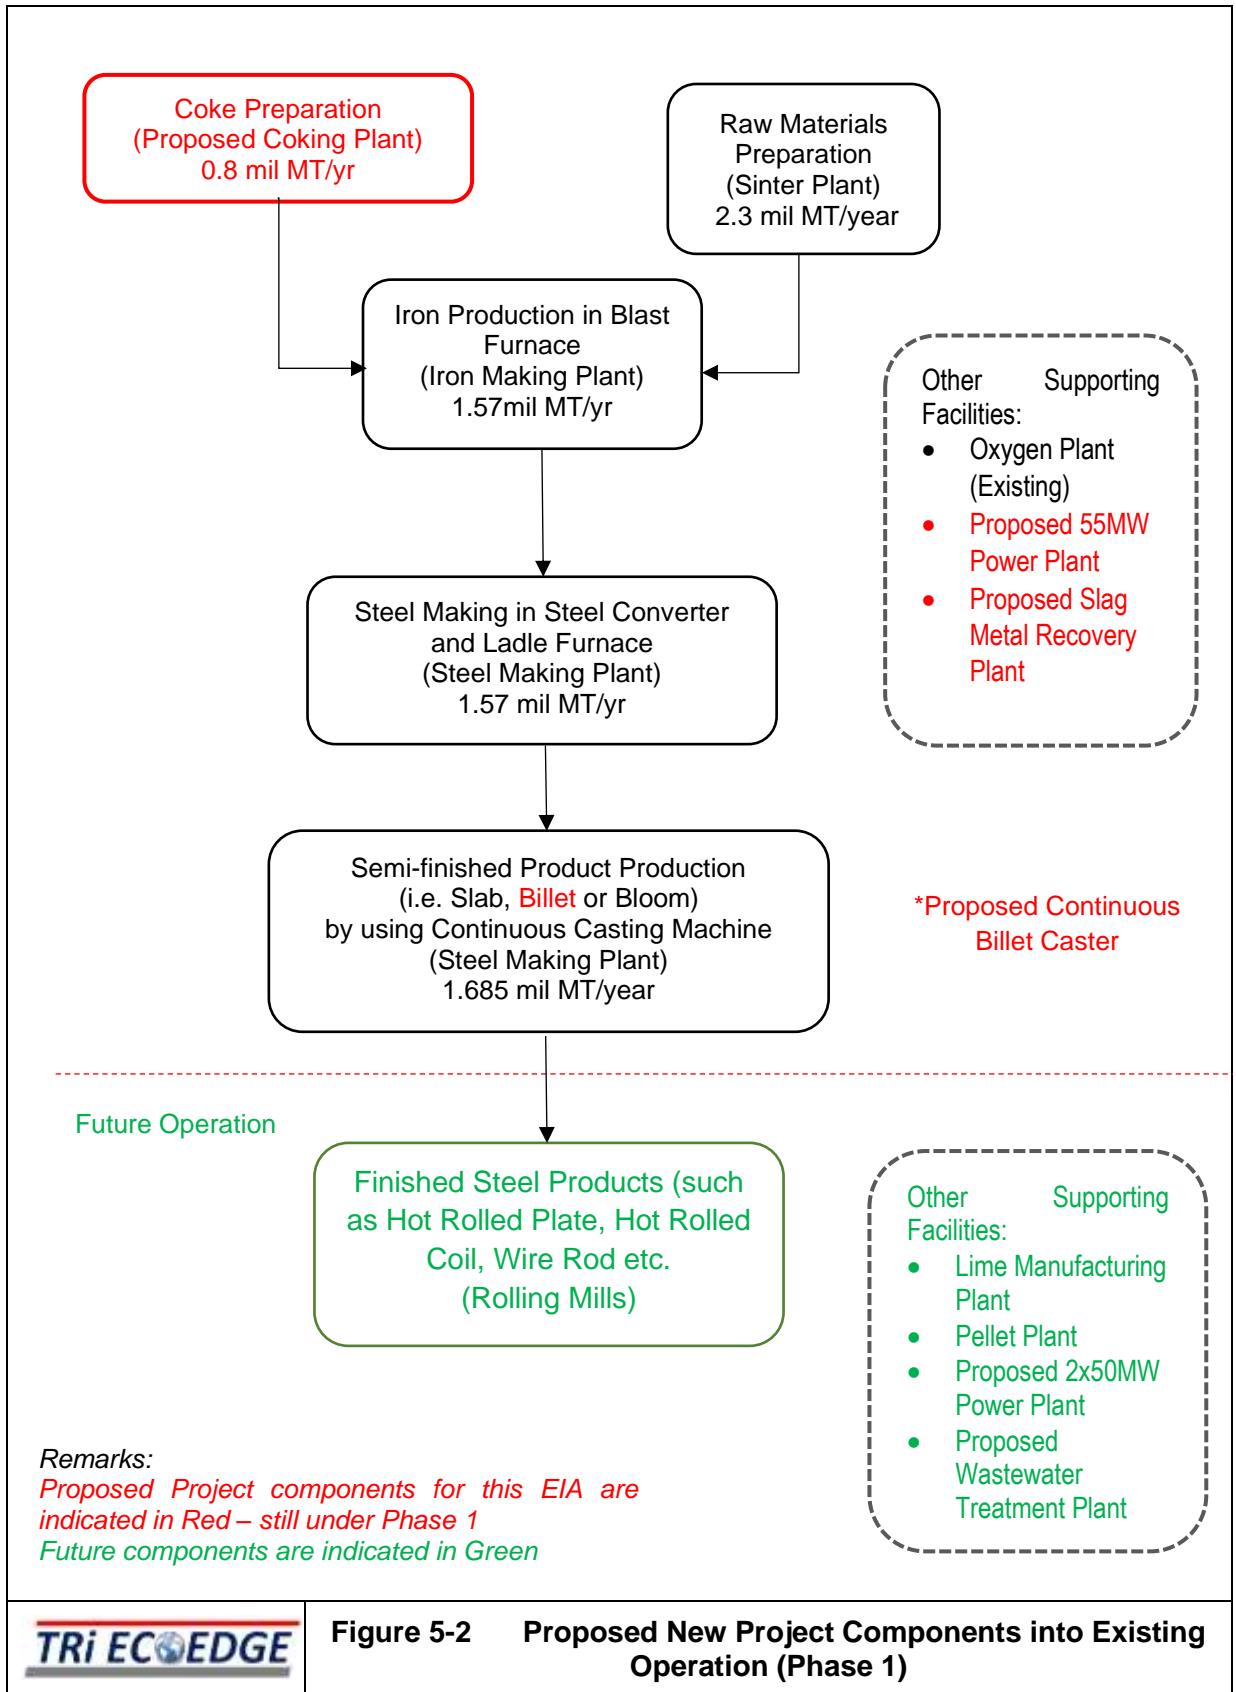 Coke Preparation
(Proposed Coking Plant)
0.8 mil MT/yr
Raw Materials
Preparation
(Sinter Plant)
2.3 mil MT/year
Iron Production in Blast
Furnace
(Iron Making Plant)
1.57mil MT/yr
Other Supporting
Facilities:
• Oxygen Plant
(Existing)
• Proposed 55MW
Power Plant
• Proposed Slag
Metal Recovery
Plant
Steel Making in Steel Converter
and Ladle Furnace
(Steel Making Plant)
1.57 mil MT/yr
Semi-finished Product Production
(i.e. Slab, Billet or Bloom)
by using Continuous Casting Machine
(Steel Making Plant)
1.685 mil MT/year
*Proposed Continuous
Billet Caster
Future Operation
Finished Steel Products (such
as Hot Rolled Plate, Hot Rolled
Coil, Wire Rod etc.
(Rolling Mills)
Other Supporting
Facilities:
• Lime Manufacturing
Plant
• Pellet Plant
• Proposed 2x50MW
Power Plant
• Proposed
Wastewater
Treatment Plant
Remarks:
Proposed Project components for this EIA are
indicated in Red – still under Phase 1
Future components are indicated in Green
TRi ECOEDGE
Figure 5-2 Proposed New Project Components into Existing
Operation (Phase 1)